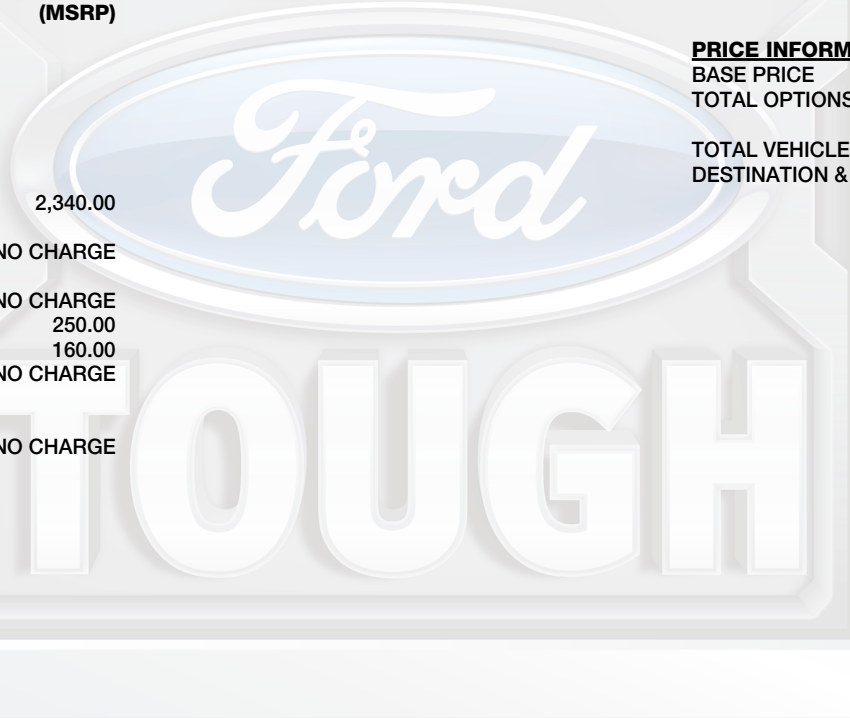 (MSRP)
2,340.00
NO CHARGE
NO CHARGE
250.00
160.00
NO CHARGE
NO CHARGE
PRICE INFORM
BASE PRICE
TOTAL OPTIONS
TOTAL VEHICLE
DESTINATION &
Ford
TOUGH